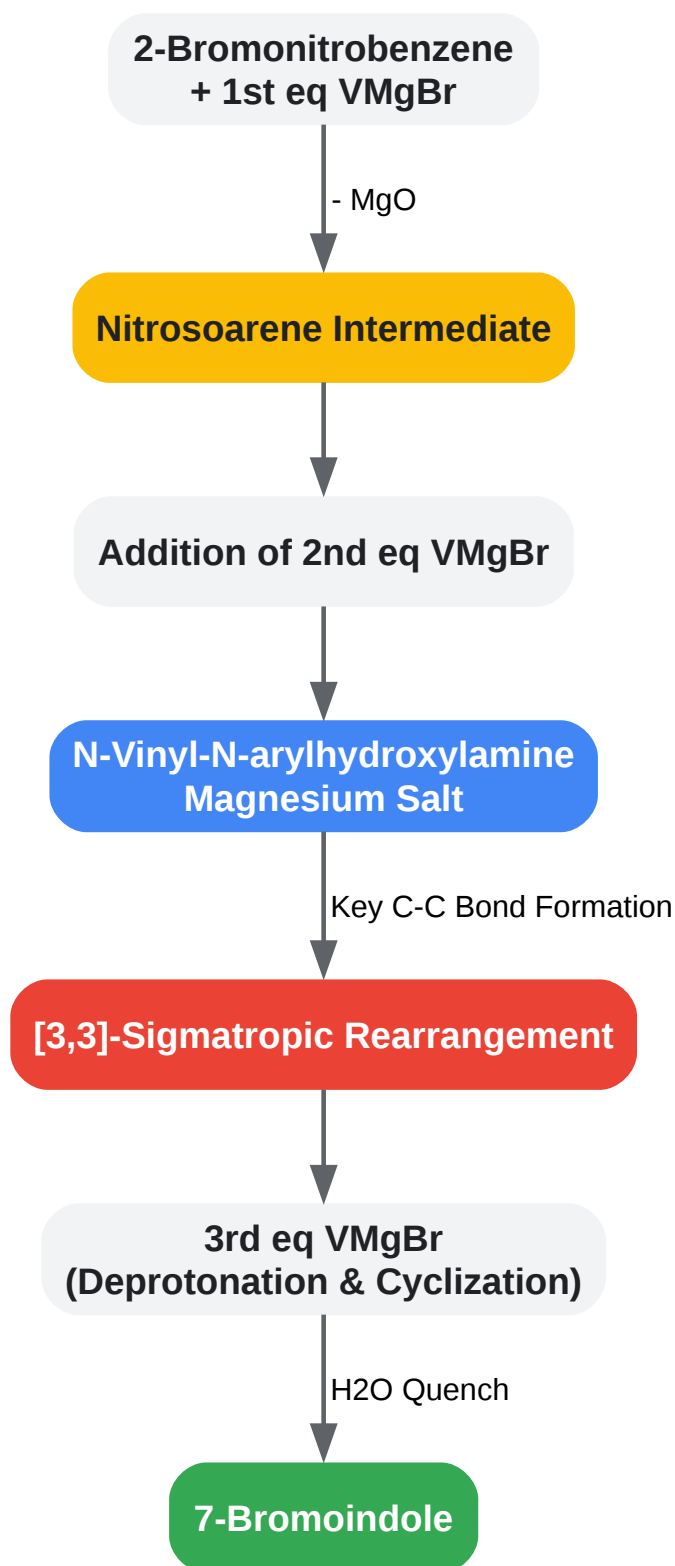 2-Bromonitrobenzene
+ 1st eq VMgBr
- MgO
Nitrosoarene Intermediate
Addition of 2nd eq VMgBr
N-Vinyl-N-arylhydroxylamine
Magnesium Salt
Key C-C Bond Formation
[3,3]-Sigmatropic Rearrangement
3rd eq VMgBr
(Deprotonation & Cyclization)
H2O Quench
7-Bromoindole